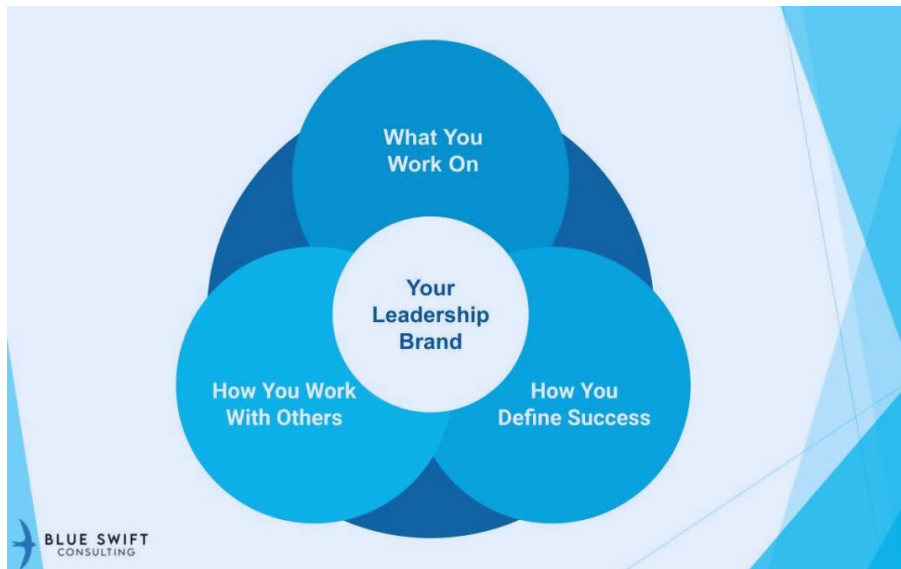 What You
Work On
Your
Leadership
Brand
How You Work
With Others
How You
Define Success
BLUE SWIFT
CONSULTING